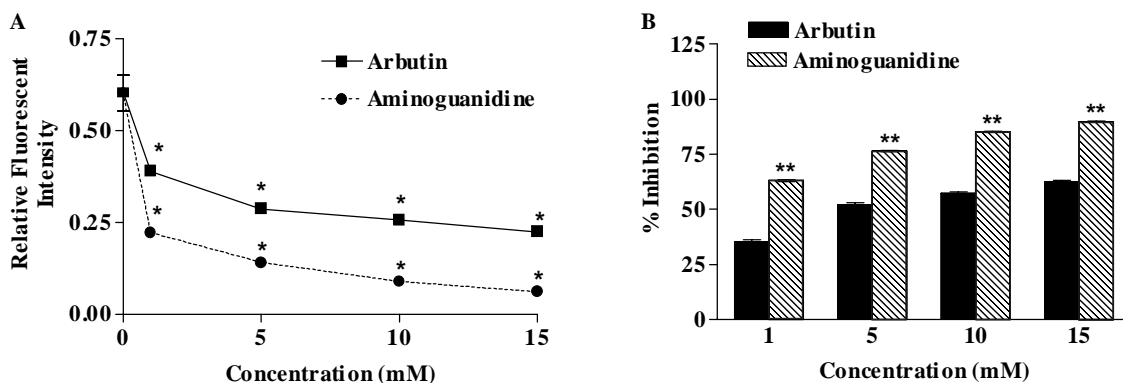 A
0.75
0.50
0.25
0.00
Relative Fluorescent
Intensity
Arbutin
Aminoguanidine
*
*
*
*
*
*
*
*
0
5
10
15
Concentration (mM)
B
125
100
75
50
25
0
% Inhibition
Arbutin
Aminoguanidine
**
**
**
**
1
5
10
15
Concentration (mM)